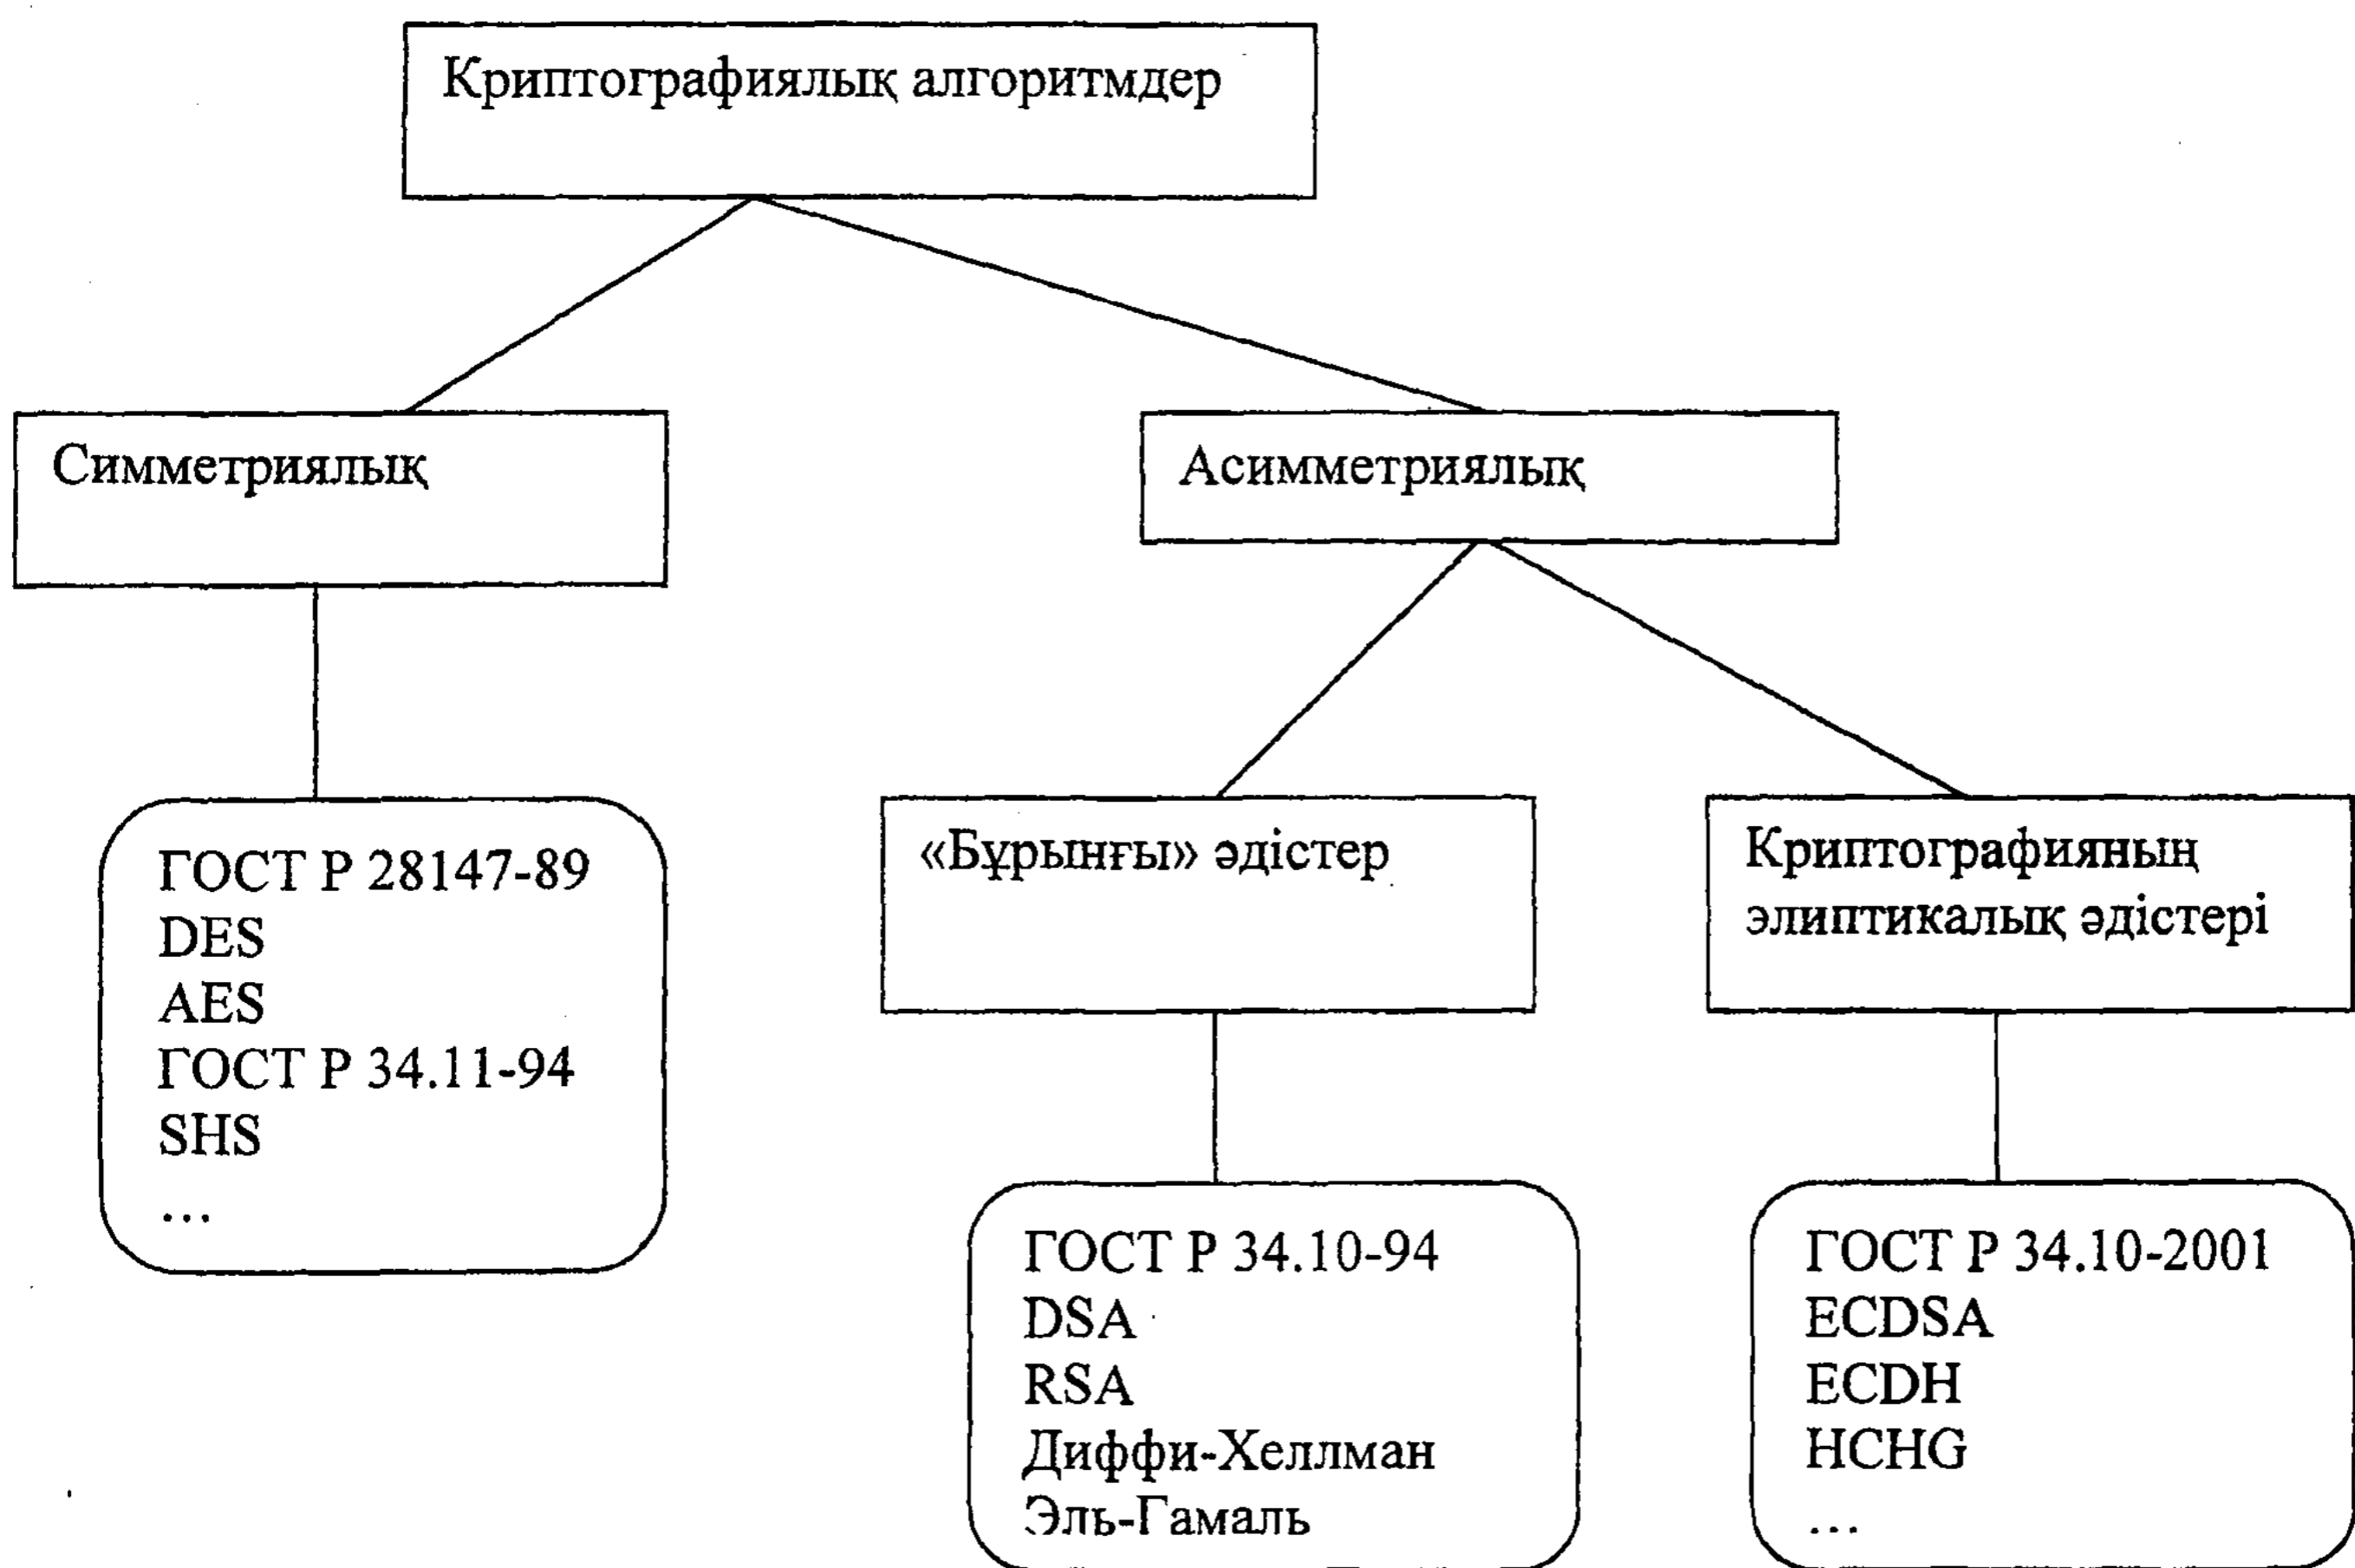 Криптографиялық алгоритмдер
Симметриялық
Асимметриялық
ГОСТ Р 28147-89
DES
AES
ГОСТ Р 34.11-94
SHS
...
«Бұрынғы» әдістер
Криптографияның
элиптикалық әдістері
ГОСТ Р 34.10-94
DSA
RSA
Диффи-Хеллман
Эль-Гамаль
ГОСТ Р 34.10-2001
ECDSA
ECDH
HCHG
...